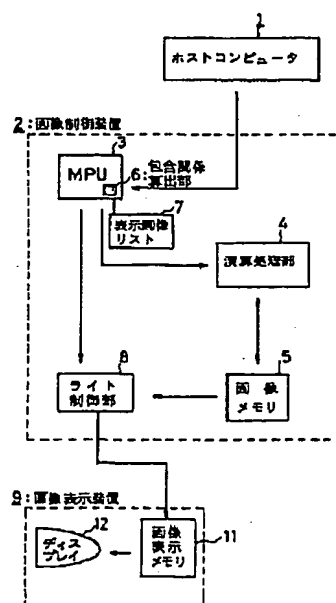 1
ホストコンピュータ
2:画像制御装置
3
MPU
6:包含関係
算出部
7
表示画像
リスト
4
演算処理部
8
ライト
制御部
5
画像
メモリ
9:画像表示装置
12
ディス
プレイ
画像
表示
メモリ
11